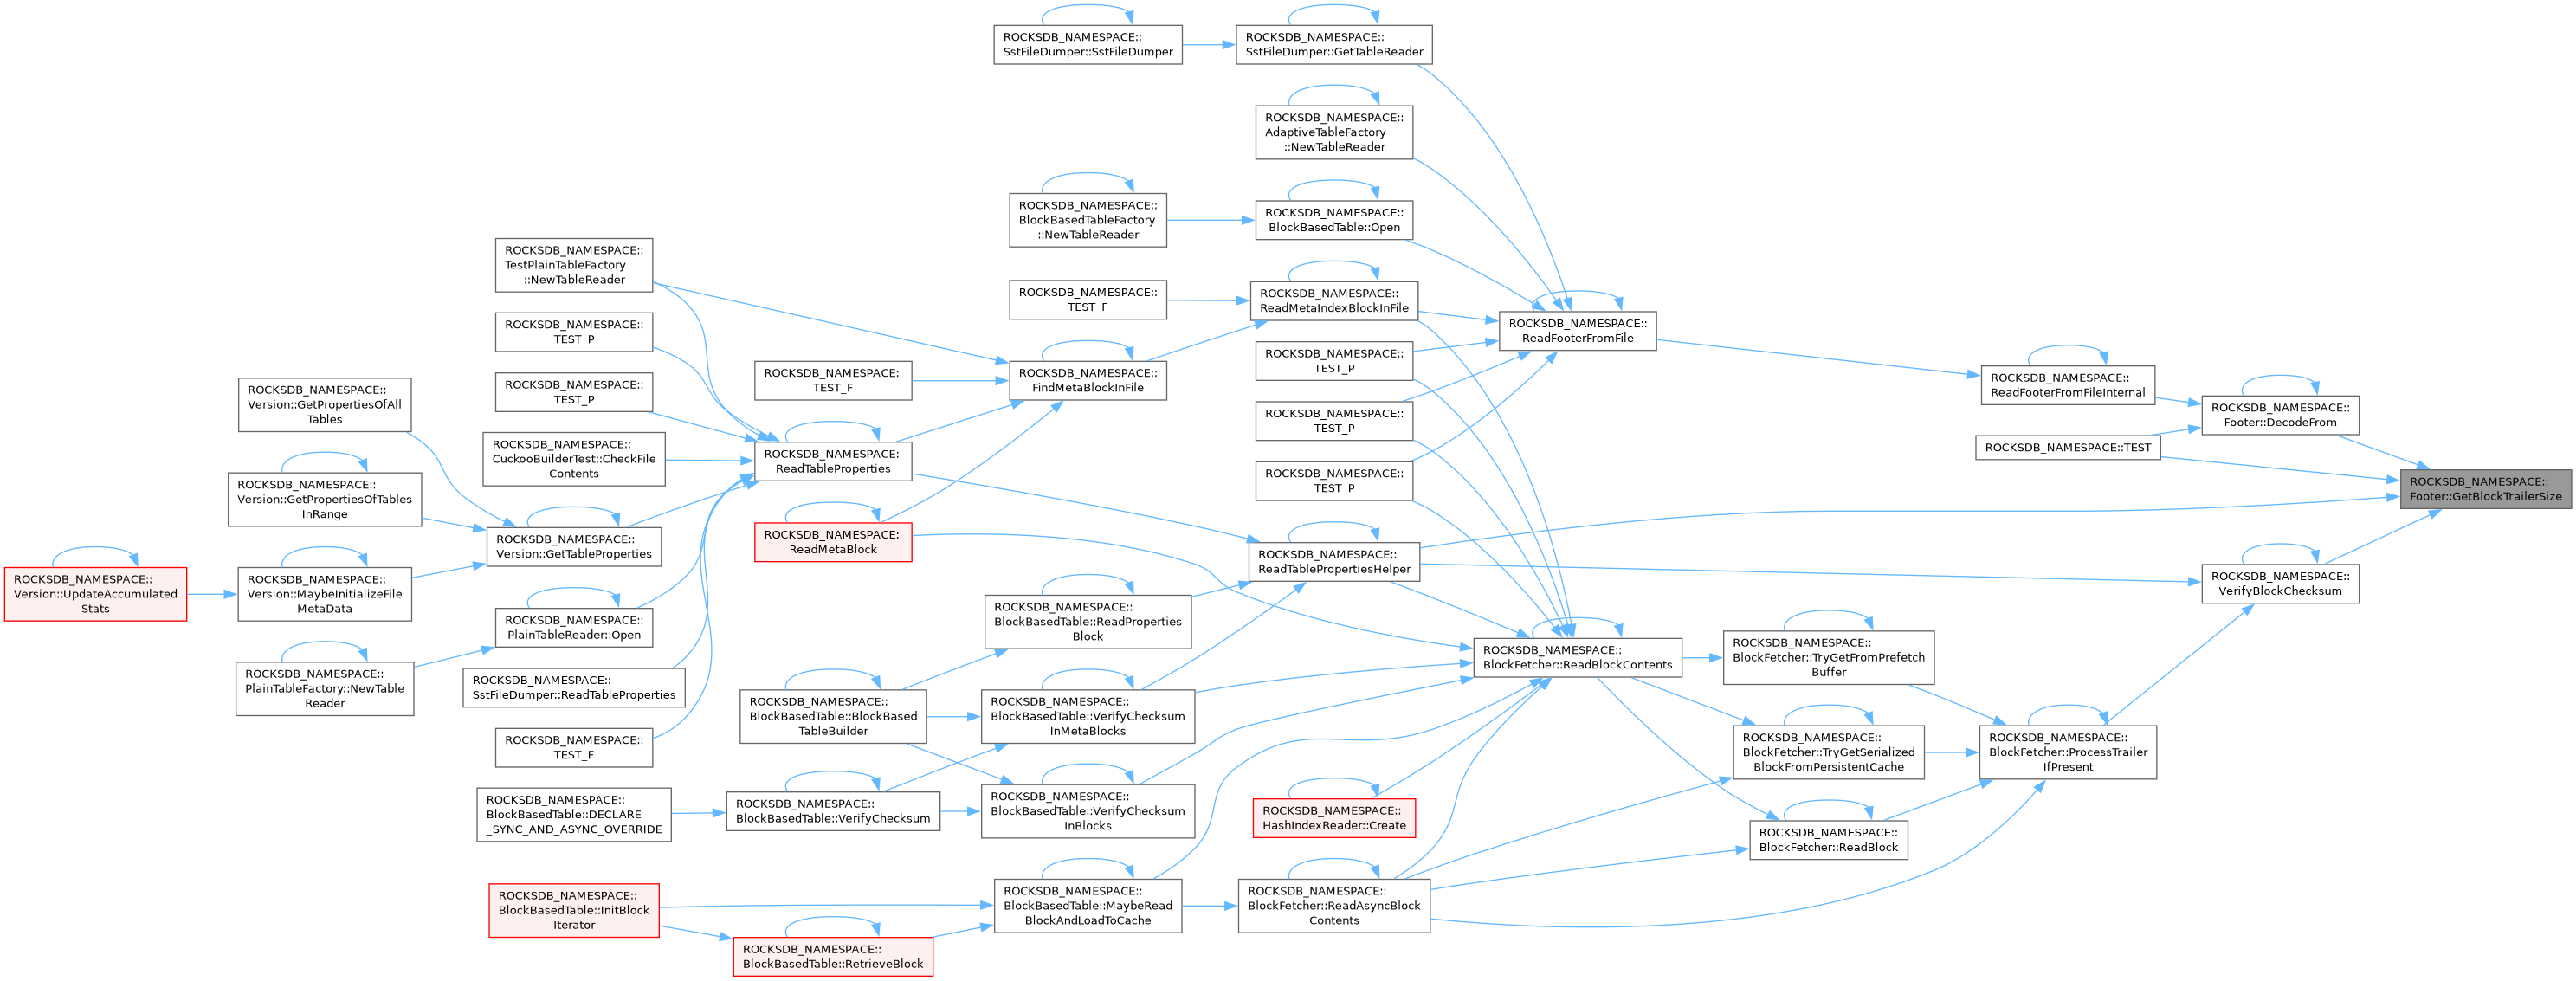 ROCKSDB_NAMESPACE::
SstFileDumper::SstFileDumper
ROCKSDB_NAMESPACE::
SstFileDumper::GetTableReader
ROCKSDB_NAMESPACE::
AdaptiveTableFactory
::NewTableReader
ROCKSDB_NAMESPACE::
BlockBasedTableFactory
::NewTableReader
ROCKSDB_NAMESPACE::
BlockBasedTable::Open
ROCKSDB_NAMESPACE::
TestPlainTableFactory
::NewTableReader
ROCKSDB_NAMESPACE::
TEST_F
ROCKSDB_NAMESPACE::
ReadMetaIndexBlockInFile
ROCKSDB_NAMESPACE::
TEST_P
ROCKSDB_NAMESPACE::
ReadFooterFromFile
ROCKSDB_NAMESPACE::
TEST_P
ROCKSDB_NAMESPACE::
TEST_F
ROCKSDB_NAMESPACE::
FindMetaBlockInFile
ROCKSDB_NAMESPACE::
ReadFooterFromFileInternal
ROCKSDB_NAMESPACE::
Version::GetPropertiesOfAll
Tables
ROCKSDB_NAMESPACE::
TEST_P
ROCKSDB_NAMESPACE::
TEST_P
ROCKSDB_NAMESPACE::
Footer::DecodeFrom
ROCKSDB_NAMESPACE::TEST
ROCKSDB_NAMESPACE::
CuckooBuilderTest::CheckFile
Contents
ROCKSDB_NAMESPACE::
ReadTableProperties
ROCKSDB_NAMESPACE::
TEST_P
ROCKSDB_NAMESPACE::
Footer::GetBlockTrailerSize
ROCKSDB_NAMESPACE::
Version::GetPropertiesOfTables
InRange
ROCKSDB_NAMESPACE::
Version::GetTableProperties
ROCKSDB_NAMESPACE::
ReadMetaBlock
ROCKSDB_NAMESPACE::
ReadTablePropertiesHelper
ROCKSDB_NAMESPACE::
Version::UpdateAccumulated
Stats
ROCKSDB_NAMESPACE::
Version::MaybeInitializeFile
MetaData
ROCKSDB_NAMESPACE::
VerifyBlockChecksum
ROCKSDB_NAMESPACE::
PlainTableReader::Open
ROCKSDB_NAMESPACE::
BlockBasedTable::ReadProperties
Block
ROCKSDB_NAMESPACE::
BlockFetcher::ReadBlockContents
ROCKSDB_NAMESPACE::
BlockFetcher::TryGetFromPrefetch
Buffer
ROCKSDB_NAMESPACE::
PlainTableFactory::NewTable
Reader
ROCKSDB_NAMESPACE::
SstFileDumper::ReadTableProperties
ROCKSDB_NAMESPACE::
BlockBasedTable::BlockBased
TableBuilder
ROCKSDB_NAMESPACE::
BlockBasedTable::VerifyChecksum
InMetaBlocks
ROCKSDB_NAMESPACE::
TEST_F
ROCKSDB_NAMESPACE::
BlockFetcher::TryGetSerialized
BlockFromPersistentCache
ROCKSDB_NAMESPACE::
BlockFetcher::ProcessTrailer
IfPresent
ROCKSDB_NAMESPACE::
BlockBasedTable::DECLARE
_SYNC_AND_ASYNC_OVERRIDE
ROCKSDB_NAMESPACE::
BlockBasedTable::VerifyChecksum
ROCKSDB_NAMESPACE::
BlockBasedTable::VerifyChecksum
InBlocks
ROCKSDB_NAMESPACE::
HashIndexReader::Create
ROCKSDB_NAMESPACE::
BlockFetcher::ReadBlock
ROCKSDB_NAMESPACE::
BlockBasedTable::InitBlock
Iterator
ROCKSDB_NAMESPACE::
BlockBasedTable::RetrieveBlock
ROCKSDB_NAMESPACE::
BlockBasedTable::MaybeRead
BlockAndLoadToCache
ROCKSDB_NAMESPACE::
BlockFetcher::ReadAsyncBlock
Contents